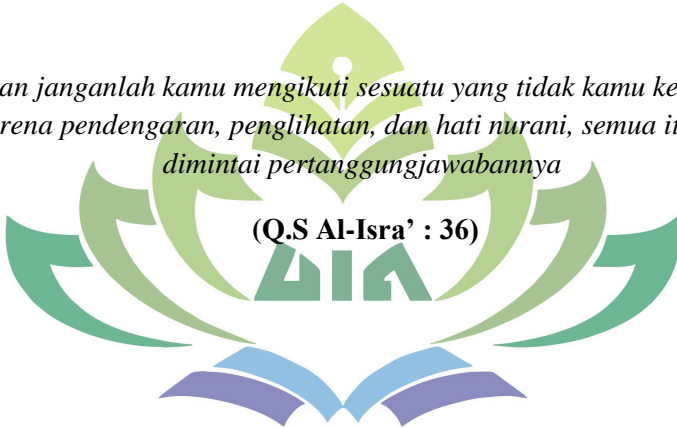 an janganlah kamu mengikuti sesuatu yang tidak kamu ke
rena pendengaran, penglihatan, dan hati nurani, semua it
dimintai pertanggungjawabannya
(Q.S Al-Isra’ : 36)
UIN